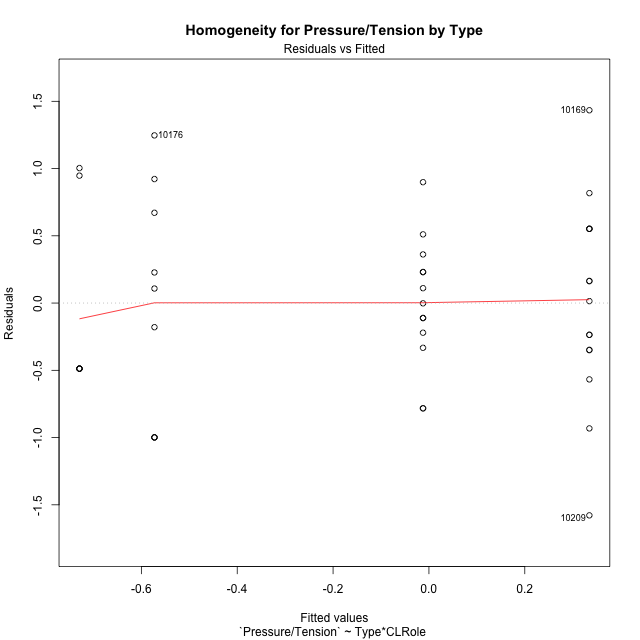 Homogeneity for Pressure/Tension by Type
Residuals vs Fitted
Residuals
1.5
1.0
0.5
0.0
-0.5
-1.0
-1.5
10169
10176
10209
-0.6 -0.4 -0.2 0.0 0.2
Fitted values
`Pressure/Tension` ~ Type*CLRole